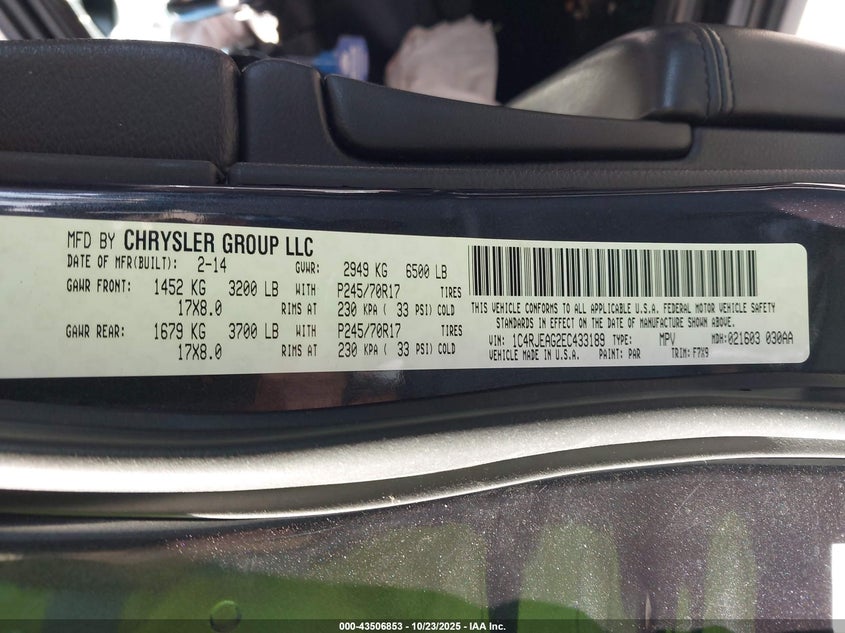 MFD BY CHRYSLER GROUP LLC
DATE OF MFR(BUILT): 2-14 GVWR: 2949 KG 6500 LB
GAWR FRONT: 1452 KG 3200 LB WITH P245/70R17 TIRES
17X8.0 RIMS AT 230 KPA ( 33 PSI) COLD
GAWR REAR: 1679 KG 3700 LB WITH P245/70R17 TIRES
17X8.0 RIMS AT 230 KPA ( 33 PSI) COLD
THIS VEHICLE CONFORMS TO ALL APPLICABLE U.S.A. FEDERAL MOTOR VEHICLE SAFETY
STANDARDS IN EFFECT ON THE DATE OF MANUFACTURE SHOWN ABOVE.
VIN: 1C4RJEAG2EC433189 TYPE: MPV MDH:021603 030AA
VEHICLE MADE IN U.S.A. PAINT: PAR TRIM:F7X9
000-43506853 - 10/23/2025 - IAA Inc.